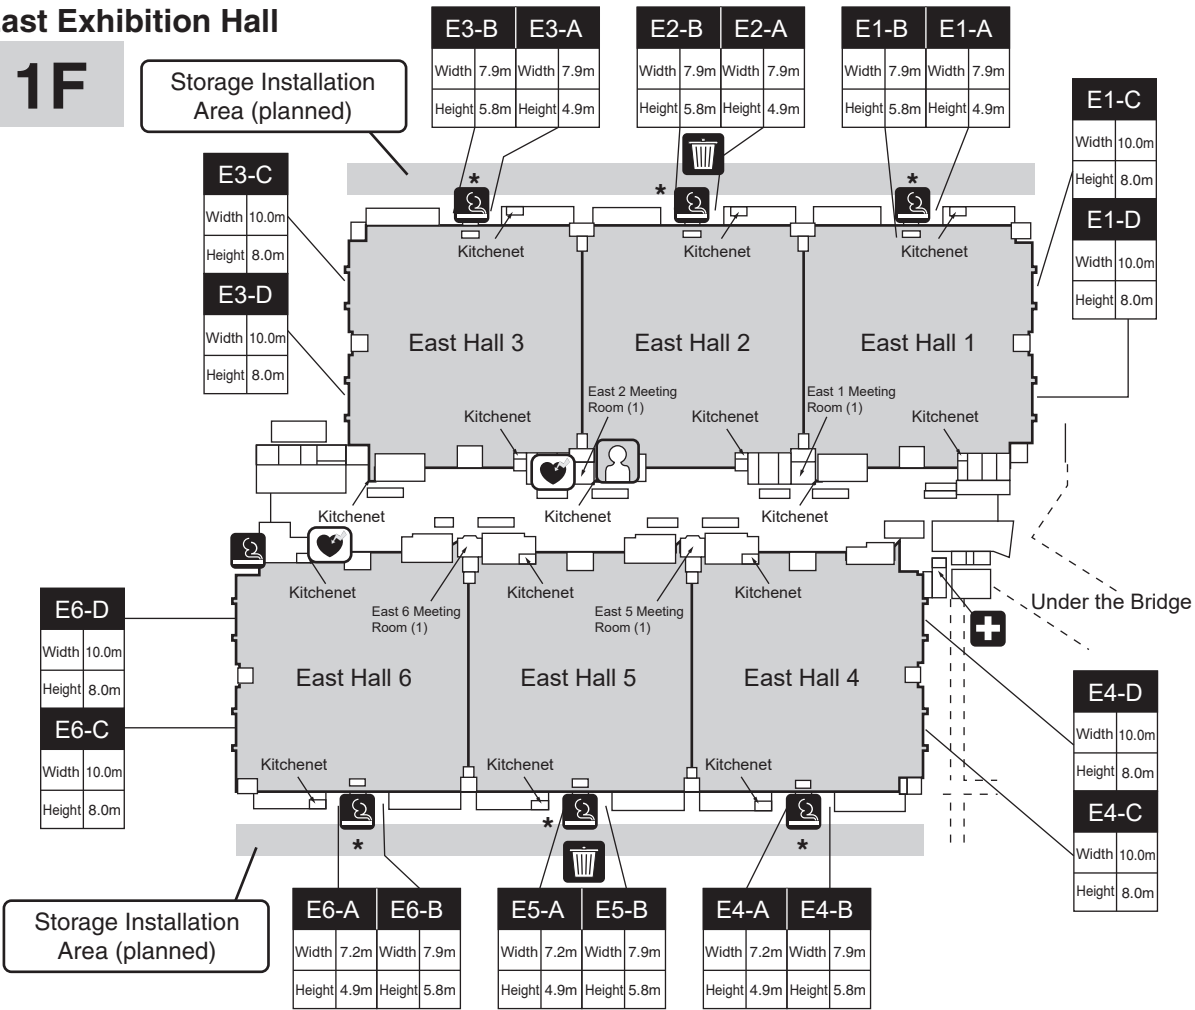 ast Exhibition Hall
1F
Storage Installation
Area (planned)
E3-B E3-A
Width 7.9m Width 7.9m
Height 5.8m Height 4.9m
E2-B E2-A
Width 7.9m Width 7.9m
Height 5.8m Height 4.9m
E1-B E1-A
Width 7.9m Width 7.9m
Height 5.8m Height 4.9m
E1-C
Width 10.0m
Height 8.0m
E1-D
Width 10.0m
Height 8.0m
E3-C
Width 10.0m
Height 8.0m
E3-D
Width 10.0m
Height 8.0m
* * *
Kitchenet Kitchenet Kitchenet
East Hall 3 East Hall 2 East Hall 1
East 2 Meeting
Room (1)
East 1 Meeting
Room (1)
Kitchenet Kitchenet Kitchenet
Kitchenet Kitchenet Kitchenet
Kitchenet Kitchenet Kitchenet
East 6 Meeting
Room (1)
East 5 Meeting
Room (1)
Under the Bridge
E6-D
Width 10.0m
Height 8.0m
E6-C
Width 10.0m
Height 8.0m
East Hall 6 East Hall 5 East Hall 4
E4-D
Width 10.0m
Height 8.0m
E4-C
Width 10.0m
Height 8.0m
Kitchenet Kitchenet Kitchenet
* * *
Storage Installation
Area (planned)
E6-A E6-B
Width 7.2m Width 7.9m
Height 4.9m Height 5.8m
E5-A E5-B
Width 7.2m Width 7.9m
Height 4.9m Height 5.8m
E4-A E4-B
Width 7.2m Width 7.9m
Height 4.9m Height 5.8m